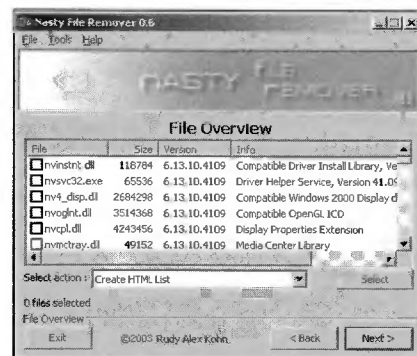 Nasty File Remover 0.6
File Tools Help
NASTY FILE REMOVER
File Overview
File Size Version Info
nvinstnt.dll 118784 6.13.10.4109 Compatible Driver Install Library, Ve
nvsvc32.exe 65536 6.13.10.4109 Driver Helper Service, Version 41.09
nv4_disp.dll 2684298 6.13.10.4109 Compatible Windows 2000 Display d
nvoglnt.dll 3514368 6.13.10.4109 Compatible OpenGL ICD
nvcpl.dll 4243456 6.13.10.4109 Display Properties Extension
nvmctray.dll 49152 6.13.10.4109 Media Center Library
Select action: Create HTML List Select
0 files selected
File Overview
Exit ©2003 Rudy Alex Kohn < Back Next >